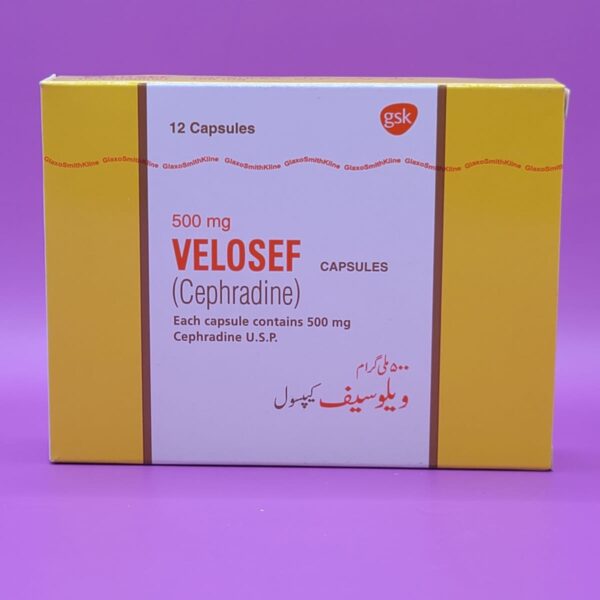 12 Capsules
gsk
GlaxoSmithKline GlaxoSmithKline GlaxoSmithKline GlaxoSmithKline GlaxoSmithKline GlaxoSmithKline GlaxoSmithKline GlaxoSmithKline
500 mg
VELOSEF CAPSULES
(Cephradine)
Each capsule contains 500 mg
Cephradine U.S.P.
۵۰۰ ملی گرام
ویلوسیف کیپسول